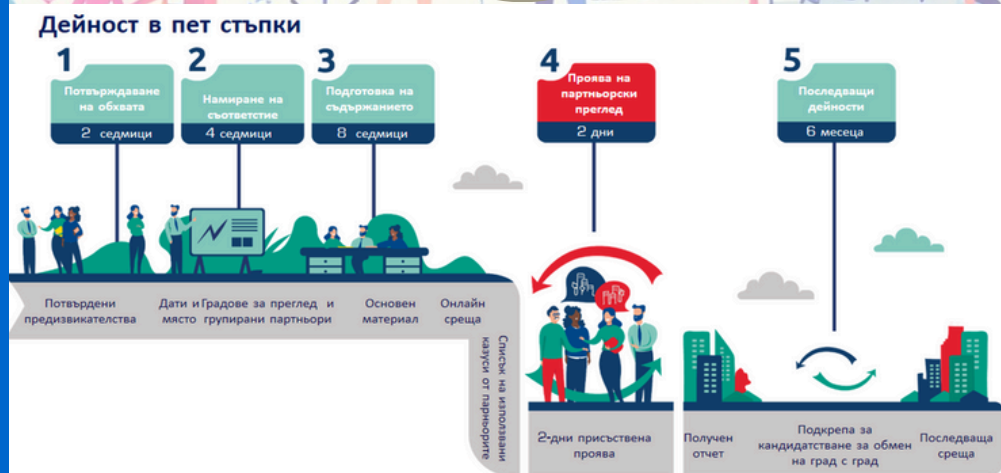 Дейност в пет стъпки
1
Потвърждаване
на обхвата
2 седмици
2
Намиране на
съответстие
4 седмици
3
Подготовка на
съдържанието
8 седмици
4
Проява на
партньорски
преглед
2 дни
5
Последващи
дейности
6 месеца
Потвърдени
предизвикателства
Дати и
място
Градове за преглед и
групирани партньори
Основен
материал
Онлайн
среща
Списък на използвани
казуси от парньорите
2-дни присъствена
проява
Получен
отчет
Подкрепа за
кандидатстване за обмен
на град с град
Последваща
среща